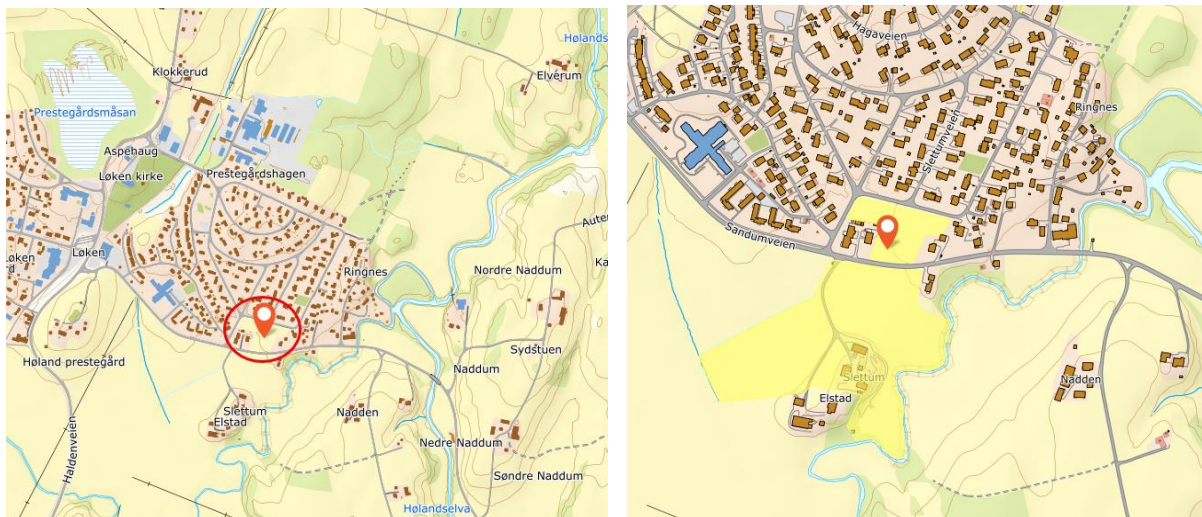 Hølands
Klokkerud
Elverum
Prestegårdsmåsan
Aspehaug
Løken kirke
Prestegårdshagen
Løken
Løken
Ringnes
Nordre Naddum
Høland prestegård
Sydstuen
Naddum
Slettum
Elstad
Nadden
Haldenveien
Nedre Naddum
Søndre Naddum
Hølandselva
Hagaveien
Ringnes
Slettumveien
Sandumveien
Slettum
Elstad
Nadden